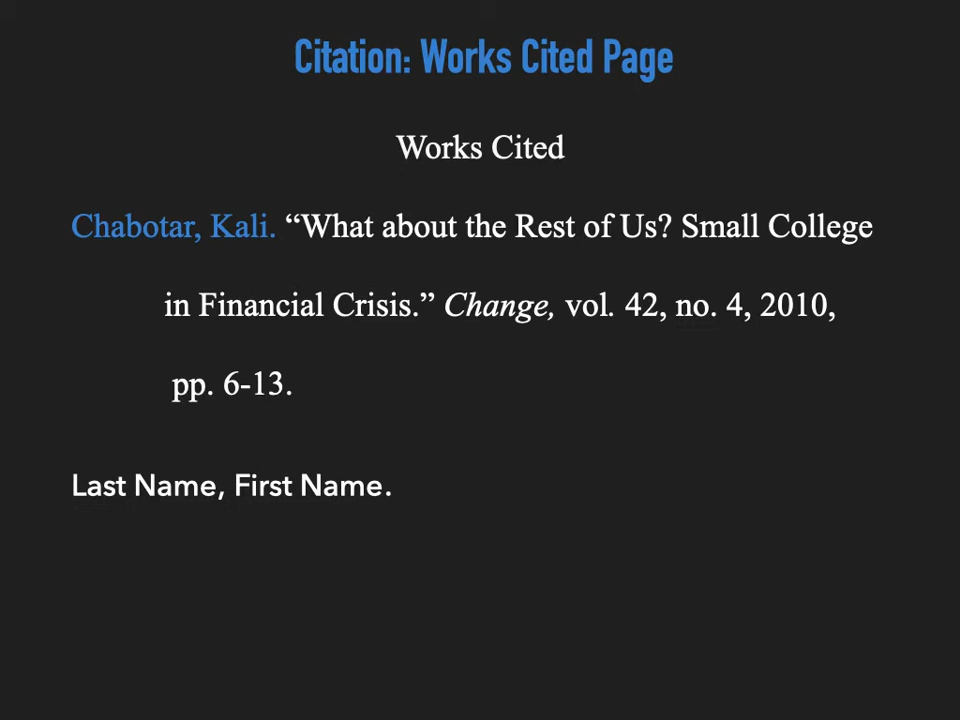 Citation: Works Cited Page
Works Cited
Chabotar, Kali. “What about the Rest of Us? Small College
in Financial Crisis.” Change, vol. 42, no. 4, 2010,
pp. 6-13.
Last Name, First Name.